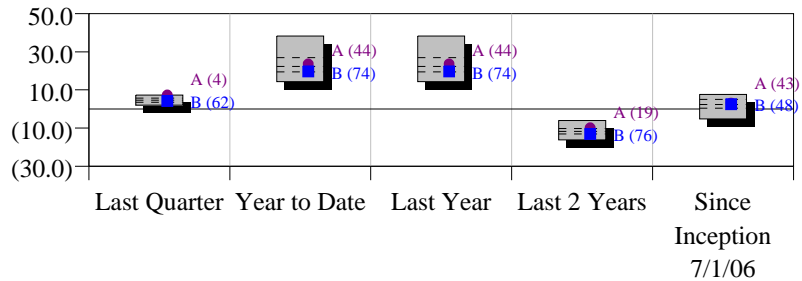 50.0
30.0
10.0
(10.0)
(30.0)
A (4)
B (62)
A (44)
B (74)
A (44)
B (74)
A (19)
B (76)
A (43)
B (48)
Last Quarter
Year to Date
Last Year
Last 2 Years
Since
Inception
7/1/06